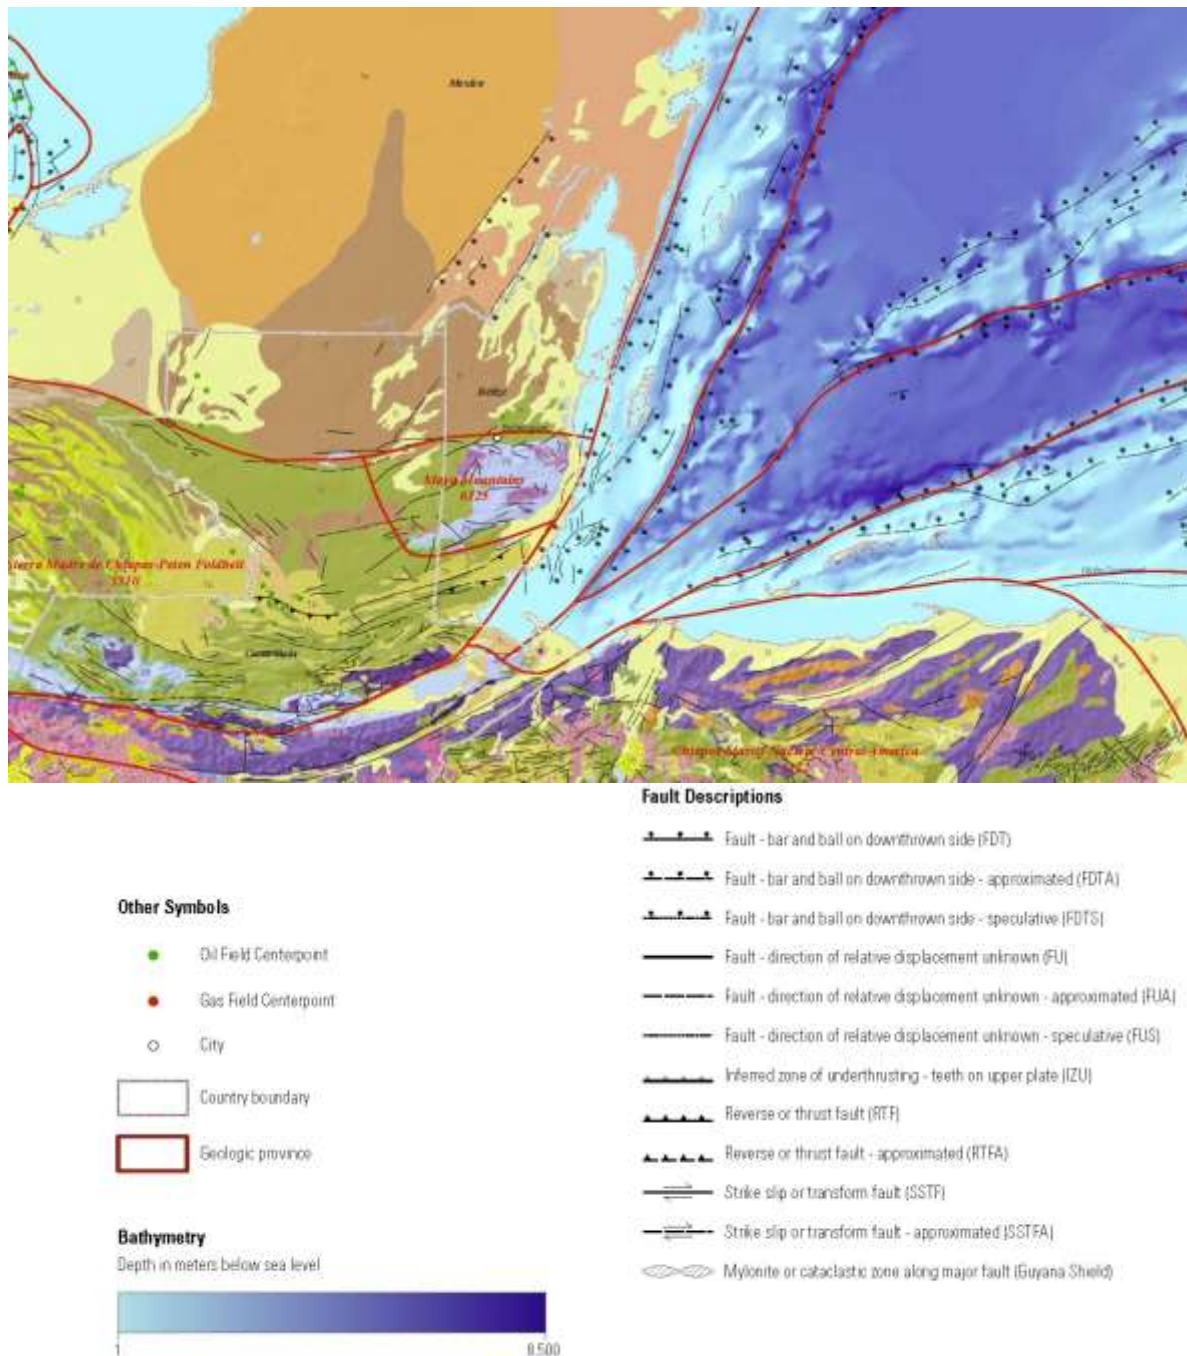 Mexico
Belize
Maya Mountains
6125
Sierra Madre de Chiapas-Peten Foldbelt
5310
Guatemala
Chiapas Massif-Nuclear Central America
Fault Descriptions
Fault - bar and ball on downthrown side (FDT)
Fault - bar and ball on downthrown side - approximated (FDTA)
Fault - bar and ball on downthrown side - speculative (FDTS)
Fault - direction of relative displacement unknown (FU)
Fault - direction of relative displacement unknown - approximated (FUA)
Fault - direction of relative displacement unknown - speculative (FUS)
Inferred zone of underthrusting - teeth on upper plate (IZU)
Reverse or thrust fault (RTF)
Reverse or thrust fault - approximated (RTFA)
Strike slip or transform fault (SSTF)
Strike slip or transform fault - approximated (SSTFA)
Mylonite or cataclastic zone along major fault (Guyana Shield)
Other Symbols
Oil Field Centerpoint
Gas Field Centerpoint
City
Country boundary
Geologic province
Bathymetry
Depth in meters below sea level
1
8,500